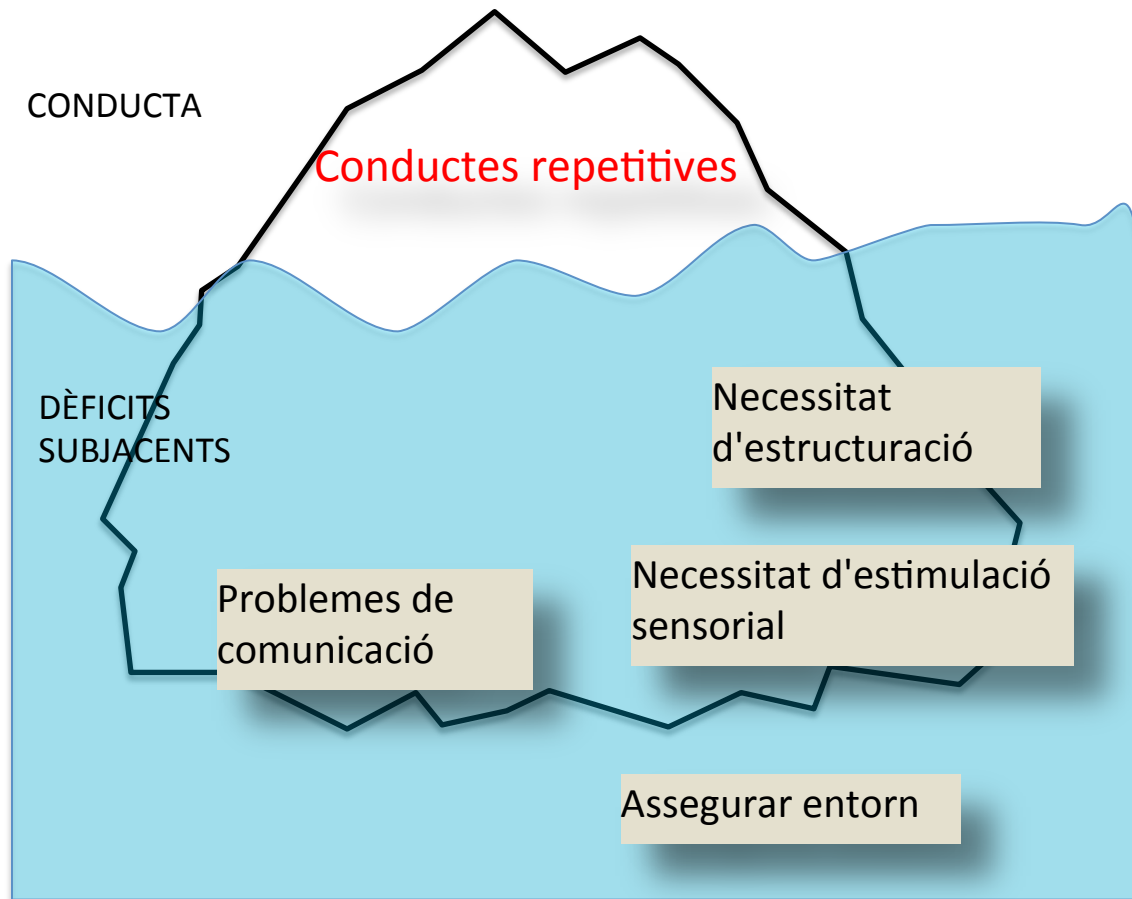 CONDUCTA
Conductes repetitives
DÈFICITS
SUBJACENTS
Necessitat
d'estructuració
Necessitat d'estimulació
sensorial
Problemes de
comunicació
Assegurar entorn